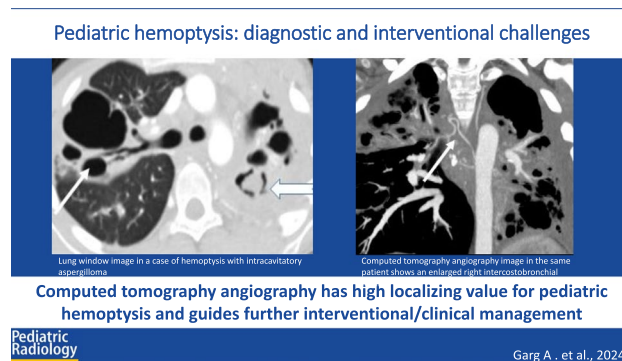 Pediatric hemoptysis: diagnostic and interventional challenges
Lung window image in a case of hemoptysis with intracavitatory
aspergilloma
Computed tomography angiography image in the same
patient shows an enlarged right intercostobronchial
Computed tomography angiography has high localizing value for pediatric
hemoptysis and guides further interventional/clinical management
Pediatric
Radiology
Garg A . et al., 2024